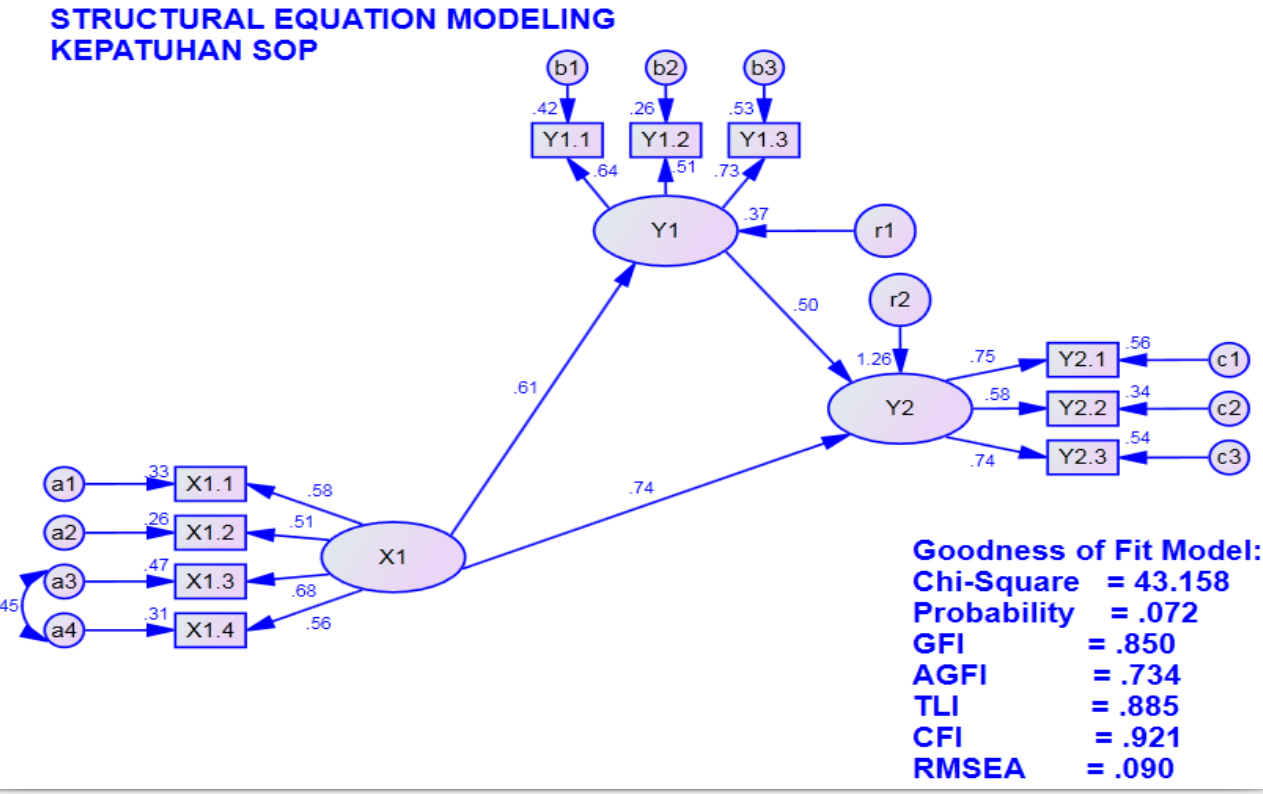 STRUCTURAL EQUATION MODELING
KEPATUHAN SOP
b1 b2 b3
.42 .26 .53
Y1.1 Y1.2 Y1.3
.64 .51 .73
Y1 .37 r1
r2
.50
1.26
Y2
.75 Y2.1 .56 c1
.58 Y2.2 .34 c2
.74 Y2.3 .54 c3
.61
.74
a1 .33 X1.1 .58
a2 .26 X1.2 .51
X1
a3 .47 X1.3 .68
45
a4 .31 X1.4 .56
Goodness of Fit Model:
Chi-Square = 43.158
Probability = .072
GFI = .850
AGFI = .734
TLI = .885
CFI = .921
RMSEA = .090